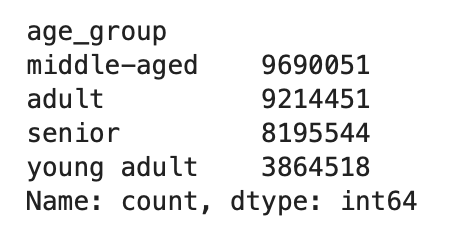 age_group
middle-aged    9690051
adult          9214451
senior         8195544
young adult    3864518
Name: count, dtype: int64